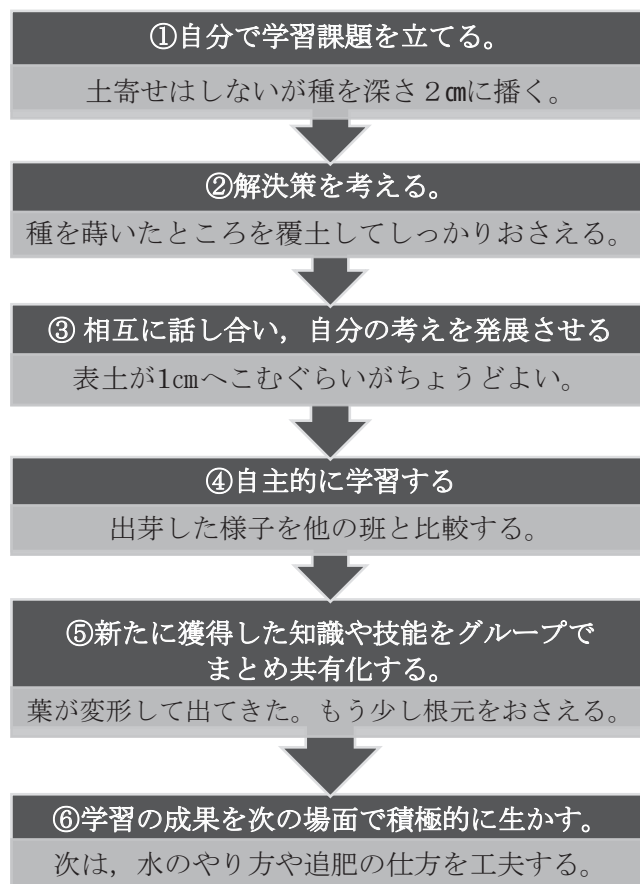 ①自分で学習課題を立てる。
土寄せはしないが種を深さ２㎝に播く。
②解決策を考える。
種を蒔いたところを覆土してしっかりおさえる。
③ 相互に話し合い，自分の考えを発展させる
表土が1㎝へこむぐらいがちょうどよい。
④自主的に学習する
出芽した様子を他の班と比較する。
⑤新たに獲得した知識や技能をグループで
まとめ共有化する。
葉が変形して出てきた。もう少し根元をおさえる。
⑥学習の成果を次の場面で積極的に生かす。
次は，水のやり方や追肥の仕方を工夫する。